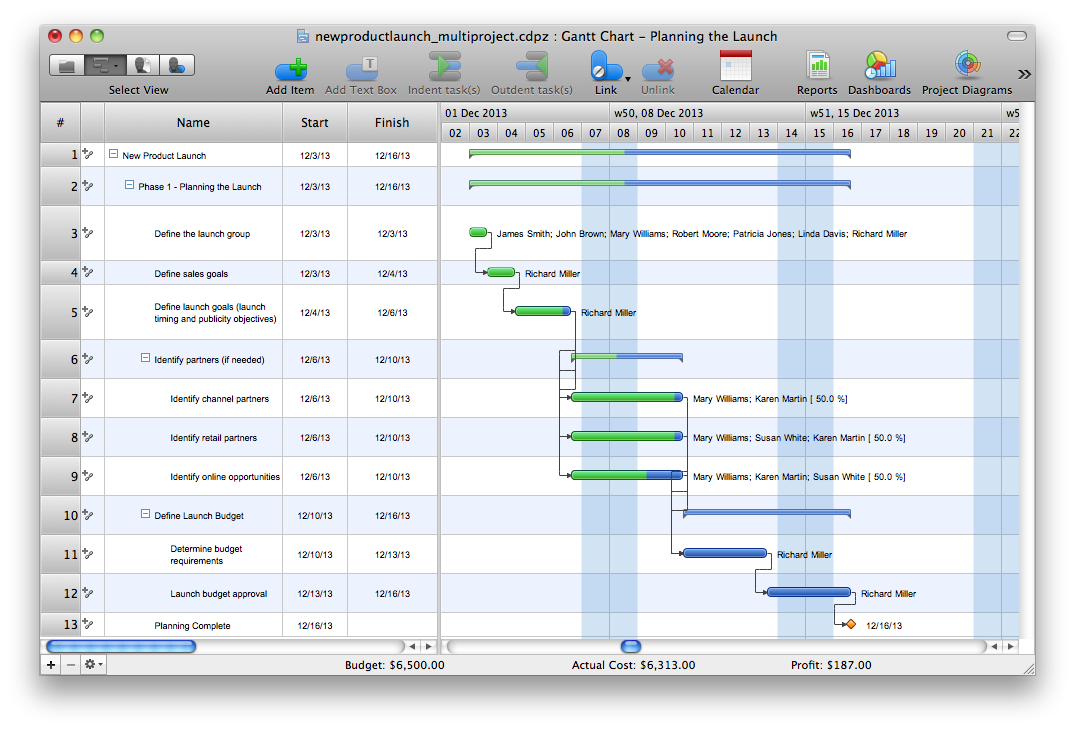 newproductlaunch_multiproject.cdpz : Gantt Chart – Planning the Launch
Select View
Add Item
Add Text Box
Indent task(s)
Outdent task(s)
Link
Unlink
Calendar
Reports
Dashboards
Project Diagrams
»
# Name Start Finish
01 Dec 2013 w50, 08 Dec 2013 w51, 15 Dec 2013 w5
02 03 04 05 06 07 08 09 10 11 12 13 14 15 16 17 18 19 20 21 22
1 New Product Launch 12/3/13 12/16/13
2 Phase 1 - Planning the Launch 12/3/13 12/16/13
3 Define the launch group 12/3/13 12/3/13 James Smith; John Brown; Mary Williams; Robert Moore; Patricia Jones; Linda Davis; Richard Miller
4 Define sales goals 12/3/13 12/4/13 Richard Miller
5 Define launch goals (launch
timing and publicity objectives) 12/4/13 12/6/13 Richard Miller
6 Identify partners (if needed) 12/6/13 12/10/13
7 Identify channel partners 12/6/13 12/10/13 Mary Williams; Karen Martin [ 50.0 %]
8 Identify retail partners 12/6/13 12/10/13 Mary Williams; Susan White; Karen Martin [ 50.0 %]
9 Identify online opportunities 12/6/13 12/10/13 Mary Williams; Karen Martin; Susan White [ 50.0 %]
10 Define Launch Budget 12/10/13 12/16/13
11 Determine budget
requirements 12/10/13 12/13/13 Richard Miller
12 Launch budget approval 12/13/13 12/16/13 Richard Miller
13 Planning Complete 12/16/13 12/16/13
Budget: $6,500.00 Actual Cost: $6,313.00 Profit: $187.00